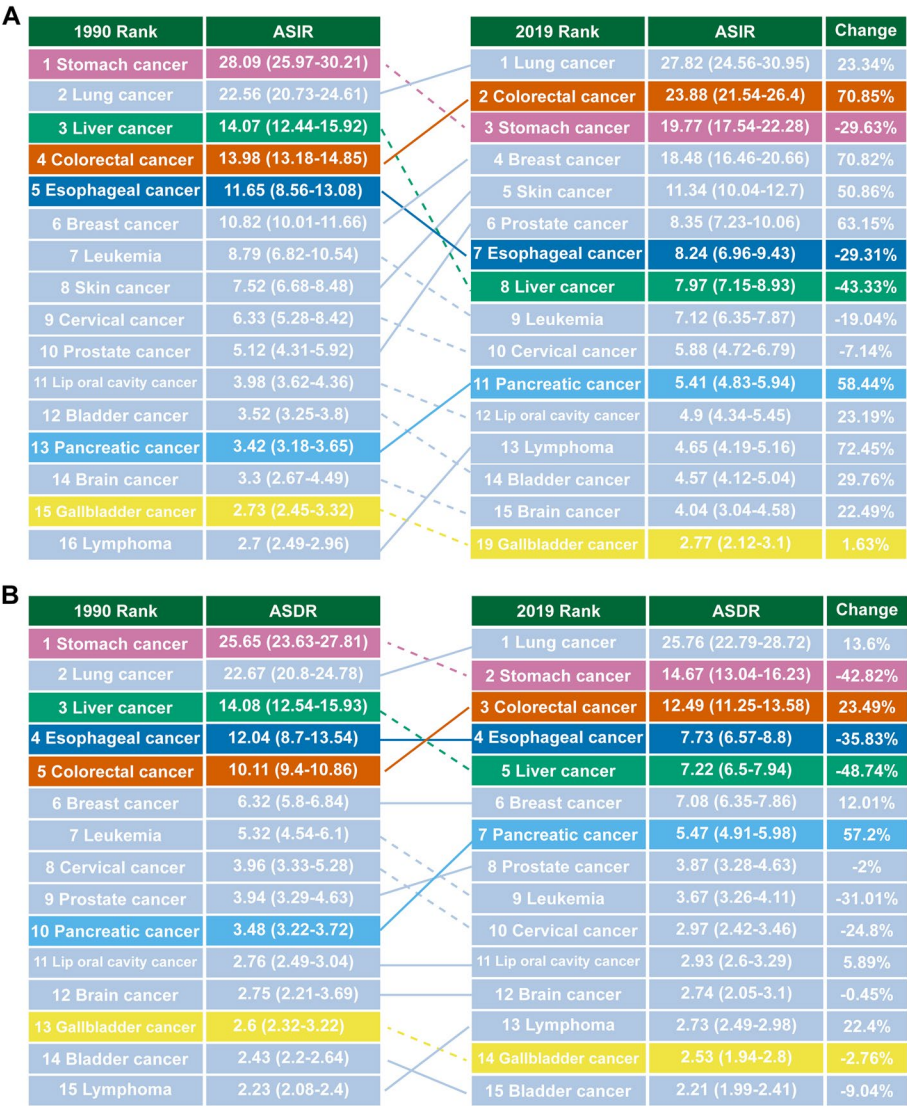 A
1990 Rank ASIR 2019 Rank ASIR Change
1 Stomach cancer 28.09 (25.97-30.21) 1 Lung cancer 27.82 (24.56-30.95) 23.34%
2 Lung cancer 22.56 (20.73-24.61) 2 Colorectal cancer 23.88 (21.54-26.4) 70.85%
3 Liver cancer 14.07 (12.44-15.92) 3 Stomach cancer 19.77 (17.54-22.28) -29.63%
4 Colorectal cancer 13.98 (13.18-14.85) 4 Breast cancer 18.48 (16.46-20.66) 70.82%
5 Esophageal cancer 11.65 (8.56-13.08) 5 Skin cancer 11.34 (10.04-12.7) 50.86%
6 Breast cancer 10.82 (10.01-11.66) 6 Prostate cancer 8.35 (7.23-10.06) 63.15%
7 Leukemia 8.79 (6.82-10.54) 7 Esophageal cancer 8.24 (6.96-9.43) -29.31%
8 Skin cancer 7.52 (6.68-8.48) 8 Liver cancer 7.97 (7.15-8.93) -43.33%
9 Cervical cancer 6.33 (5.28-8.42) 9 Leukemia 7.12 (6.35-7.87) -19.04%
10 Prostate cancer 5.12 (4.31-5.92) 10 Cervical cancer 5.88 (4.72-6.79) -7.14%
11 Lip oral cavity cancer 3.98 (3.62-4.36) 11 Pancreatic cancer 5.41 (4.83-5.94) 58.44%
12 Bladder cancer 3.52 (3.25-3.8) 12 Lip oral cavity cancer 4.9 (4.34-5.45) 23.19%
13 Pancreatic cancer 3.42 (3.18-3.65) 13 Lymphoma 4.65 (4.19-5.16) 72.45%
14 Brain cancer 3.3 (2.67-4.49) 14 Bladder cancer 4.57 (4.12-5.04) 29.76%
15 Gallbladder cancer 2.73 (2.45-3.32) 15 Brain cancer 4.04 (3.04-4.58) 22.49%
16 Lymphoma 2.7 (2.49-2.96) 19 Gallbladder cancer 2.77 (2.12-3.1) 1.63%
B
1990 Rank ASDR 2019 Rank ASDR Change
1 Stomach cancer 25.65 (23.63-27.81) 1 Lung cancer 25.76 (22.79-28.72) 13.6%
2 Lung cancer 22.67 (20.8-24.78) 2 Stomach cancer 14.67 (13.04-16.23) -42.82%
3 Liver cancer 14.08 (12.54-15.93) 3 Colorectal cancer 12.49 (11.25-13.58) 23.49%
4 Esophageal cancer 12.04 (8.7-13.54) 4 Esophageal cancer 7.73 (6.57-8.8) -35.83%
5 Colorectal cancer 10.11 (9.4-10.86) 5 Liver cancer 7.22 (6.5-7.94) -48.74%
6 Breast cancer 6.32 (5.8-6.84) 6 Breast cancer 7.08 (6.35-7.86) 12.01%
7 Leukemia 5.32 (4.54-6.1) 7 Pancreatic cancer 5.47 (4.91-5.98) 57.2%
8 Cervical cancer 3.96 (3.33-5.28) 8 Prostate cancer 3.87 (3.28-4.63) -2%
9 Prostate cancer 3.94 (3.29-4.63) 9 Leukemia 3.67 (3.26-4.11) -31.01%
10 Pancreatic cancer 3.48 (3.22-3.72) 10 Cervical cancer 2.97 (2.42-3.46) -24.8%
11 Lip oral cavity cancer 2.76 (2.49-3.04) 11 Lip oral cavity cancer 2.93 (2.6-3.29) 5.89%
12 Brain cancer 2.75 (2.21-3.69) 12 Brain cancer 2.74 (2.05-3.1) -0.45%
13 Gallbladder cancer 2.6 (2.32-3.22) 13 Lymphoma 2.73 (2.49-2.98) 22.4%
14 Bladder cancer 2.43 (2.2-2.64) 14 Gallbladder cancer 2.53 (1.94-2.8) -2.76%
15 Lymphoma 2.23 (2.08-2.4) 15 Bladder cancer 2.21 (1.99-2.41) -9.04%